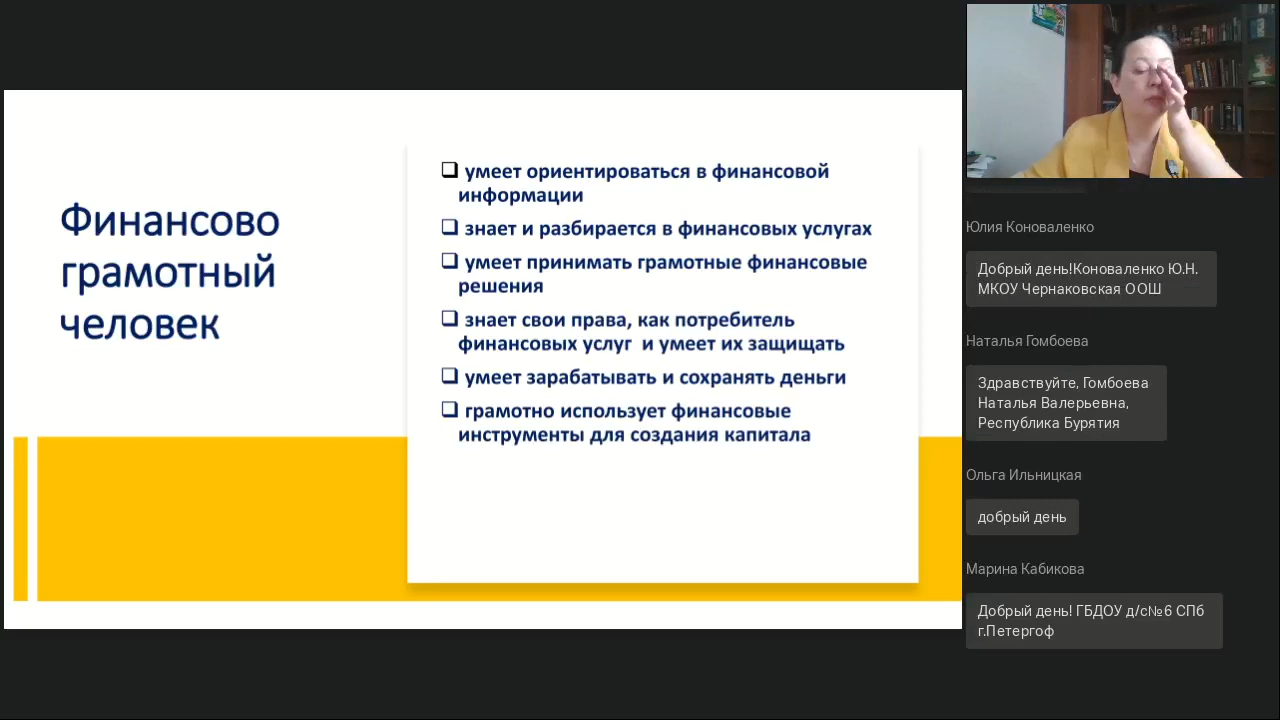 Финансово
грамотный
человек
умеет ориентироваться в финансовой
информации
знает и разбирается в финансовых услугах
умеет принимать грамотные финансовые
решения
знает свои права, как потребитель
финансовых услуг и умеет их защищать
умеет зарабатывать и сохранять деньги
грамотно использует финансовые
инструменты для создания капитала
Юлия Коноваленко
Добрый день!Коноваленко Ю.Н.
МКОУ Чернаковская ООШ
Наталья Гомбоева
Здравствуйте, Гомбоева
Наталья Валерьевна,
Республика Бурятия
Ольга Ильницкая
добрый день
Марина Кабикова
Добрый день! ГБДОУ д/с№6 СПб
г.Петергоф